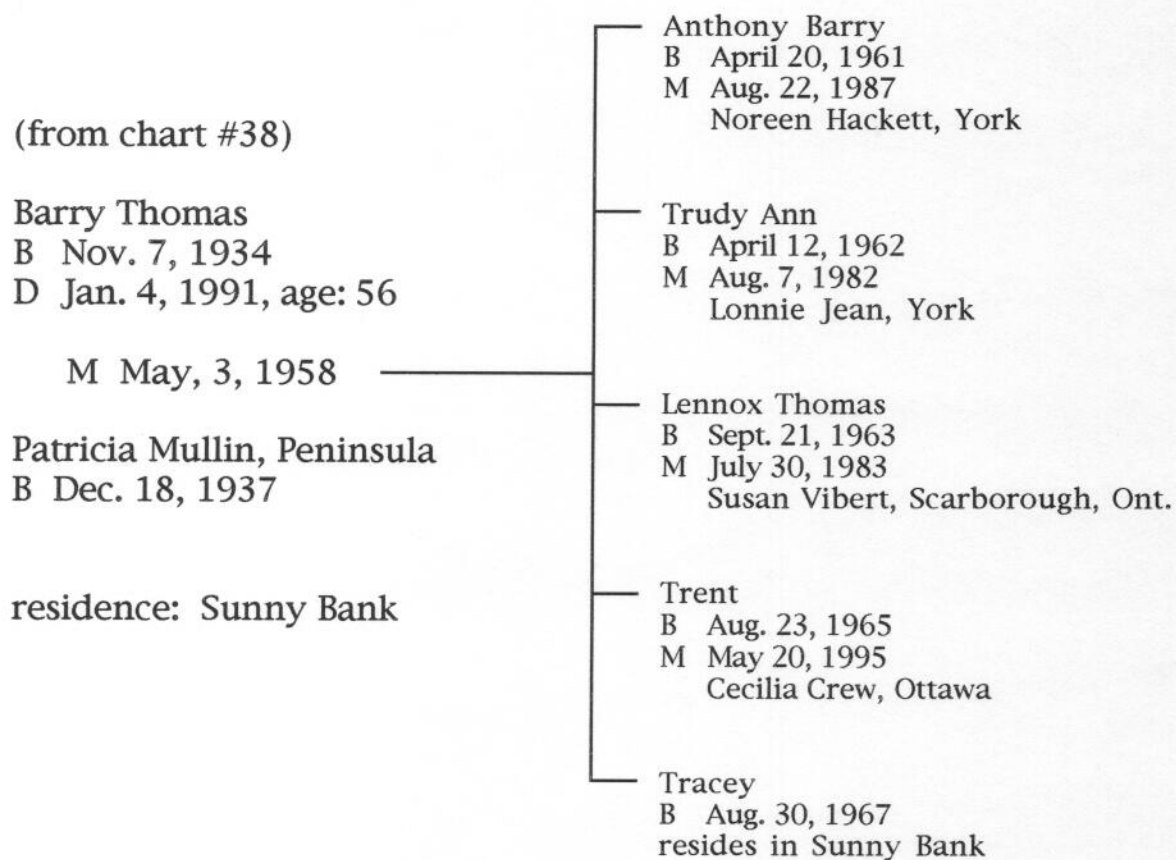 (from chart #38)
Barry Thomas
B Nov. 7, 1934
D Jan. 4, 1991, age: 56
M May, 3, 1958
Patricia Mullin, Peninsula
B Dec. 18, 1937
residence: Sunny Bank
Anthony Barry
B April 20, 1961
M Aug. 22, 1987
Noreen Hackett, York
Trudy Ann
B April 12, 1962
M Aug. 7, 1982
Lonnie Jean, York
Lennox Thomas
B Sept. 21, 1963
M July 30, 1983
Susan Vibert, Scarborough, Ont.
Trent
B Aug. 23, 1965
M May 20, 1995
Cecilia Crew, Ottawa
Tracey
B Aug. 30, 1967
resides in Sunny Bank